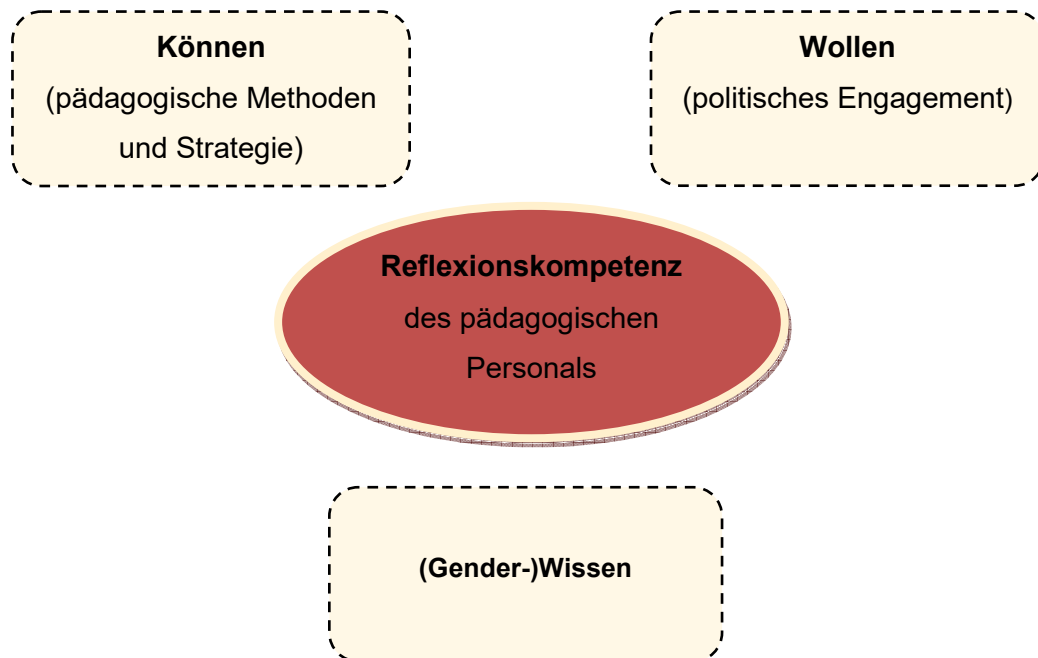 Können
(pädagogische Methoden
und Strategie)
Wollen
(politisches Engagement)
Reflexionskompetenz
des pädagogischen
Personals
(Gender-)Wissen